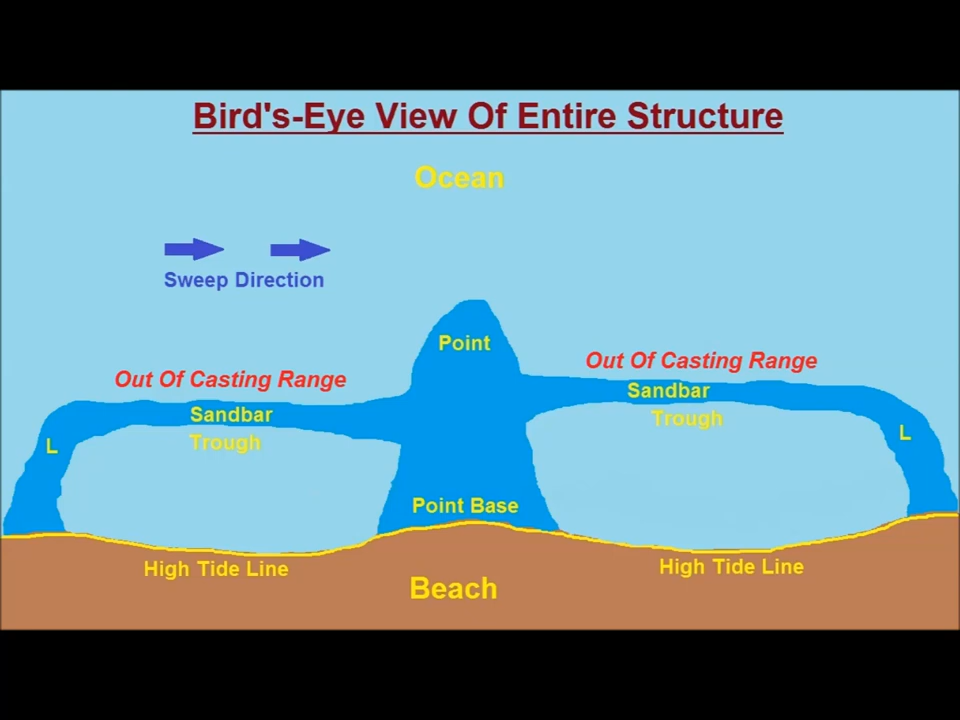 Bird's-Eye View Of Entire Structure
Ocean
Sweep Direction
Point
Out Of Casting Range
Out Of Casting Range
Sandbar
Trough
Sandbar
Trough
L
L
Point Base
High Tide Line
High Tide Line
Beach